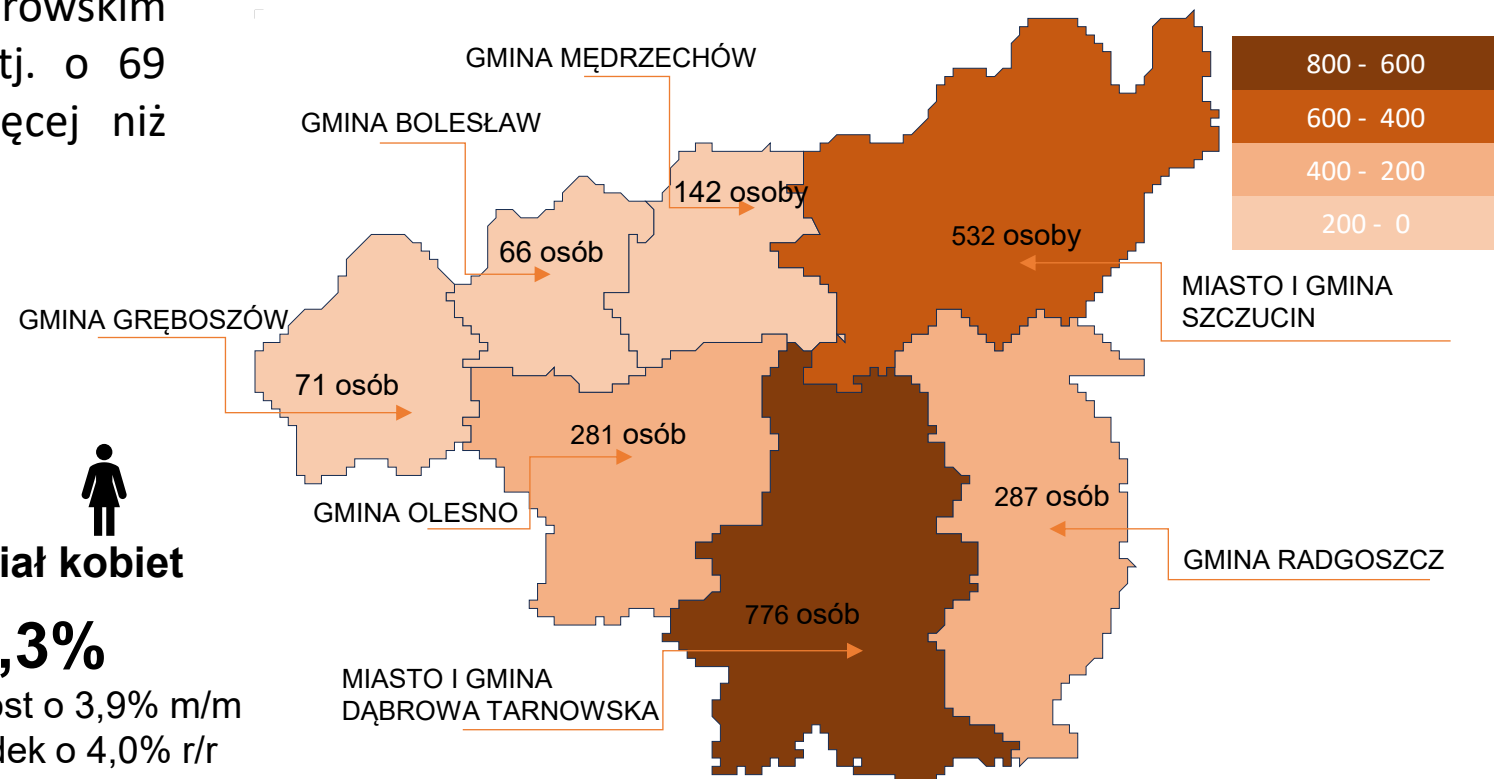 rowskim
tj. o 69
ęcej niż
GMINA MĘDRZECHÓW
GMINA BOLESŁAW
142 osoby
66 osób
532 osoby
800 - 600
600 - 400
400 - 200
200 - 0
MIASTO I GMINA
SZCZUCIN
GMINA GRĘBOSZÓW
71 osób
281 osób
GMINA OLESNO
287 osób
GMINA RADGOSZCZ
iał kobiet
,3%
ost o 3,9% m/m
dek o 4,0% r/r
776 osób
MIASTO I GMINA
DĄBROWA TARNOWSKA